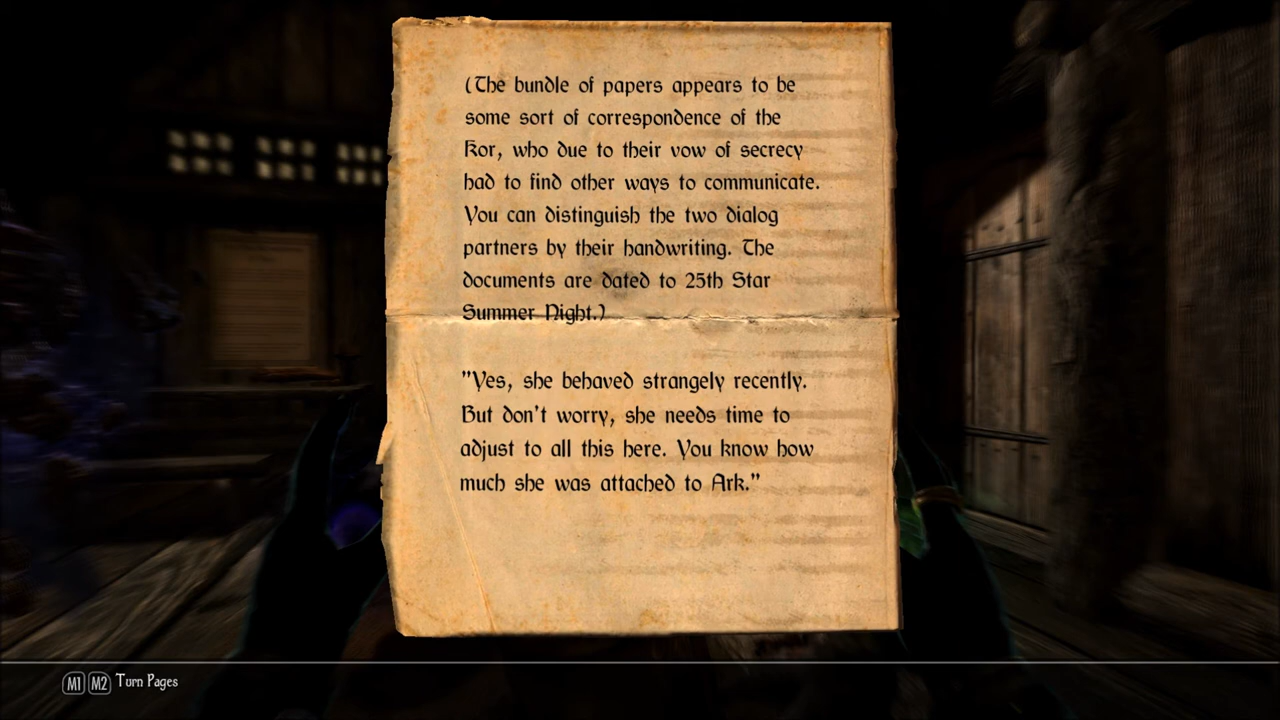 (The bundle of papers appears to be
some sort of correspondence of the
Kor, who due to their vow of secrecy
had to find other ways to communicate.
You can distinguish the two dialog
partners by their handwriting. The
documents are dated to 25th Star
Summer Night.)
"Yes, she behaved strangely recently.
But don't worry, she needs time to
adjust to all this here. You know how
much she was attached to Ark."
M1 M2 Turn Pages